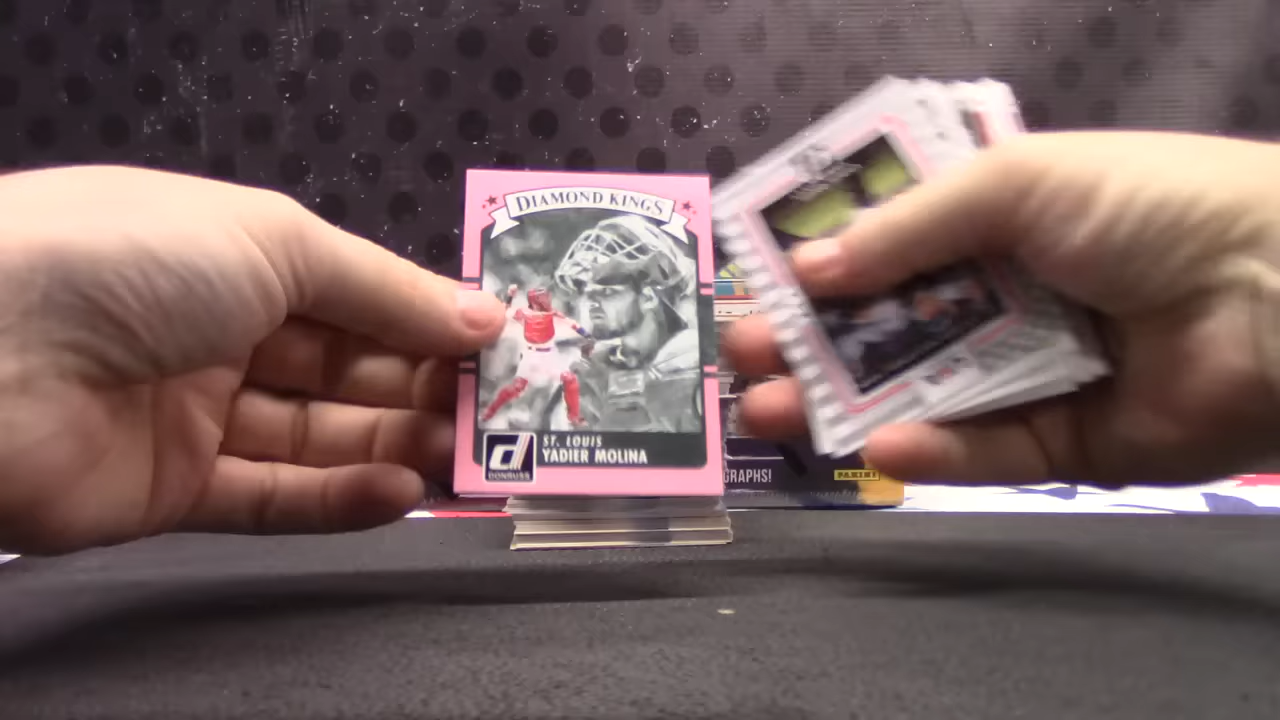 DIAMOND KINGS
d
DONRUSS
ST. LOUIS
YADIER MOLINA
GRAPHS!
PANINI